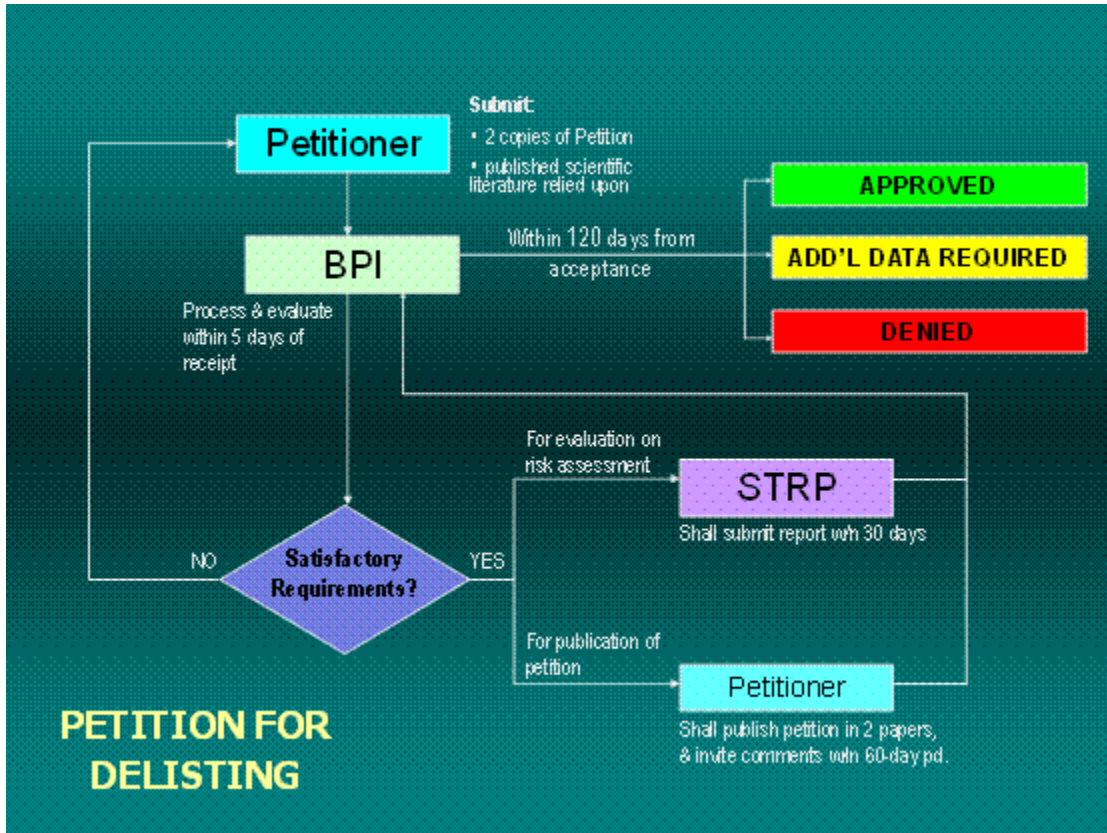 Submit:
Petitioner
• 2 copies of Petition
• published scientific
literature relied upon
APPROVED
Within 120 days from
acceptance
BPI
ADD'L DATA REQUIRED
Process & evaluate
within 5 days of
receipt
DENIED
For evaluation on
risk assessment
STRP
Shall submit report w/n 30 days
NO
Satisfactory
Requirements?
YES
For publication of
petition
Petitioner
Shall publish petition in 2 papers,
& invite comments w/in 60-day pd.
PETITION FOR
DELISTING